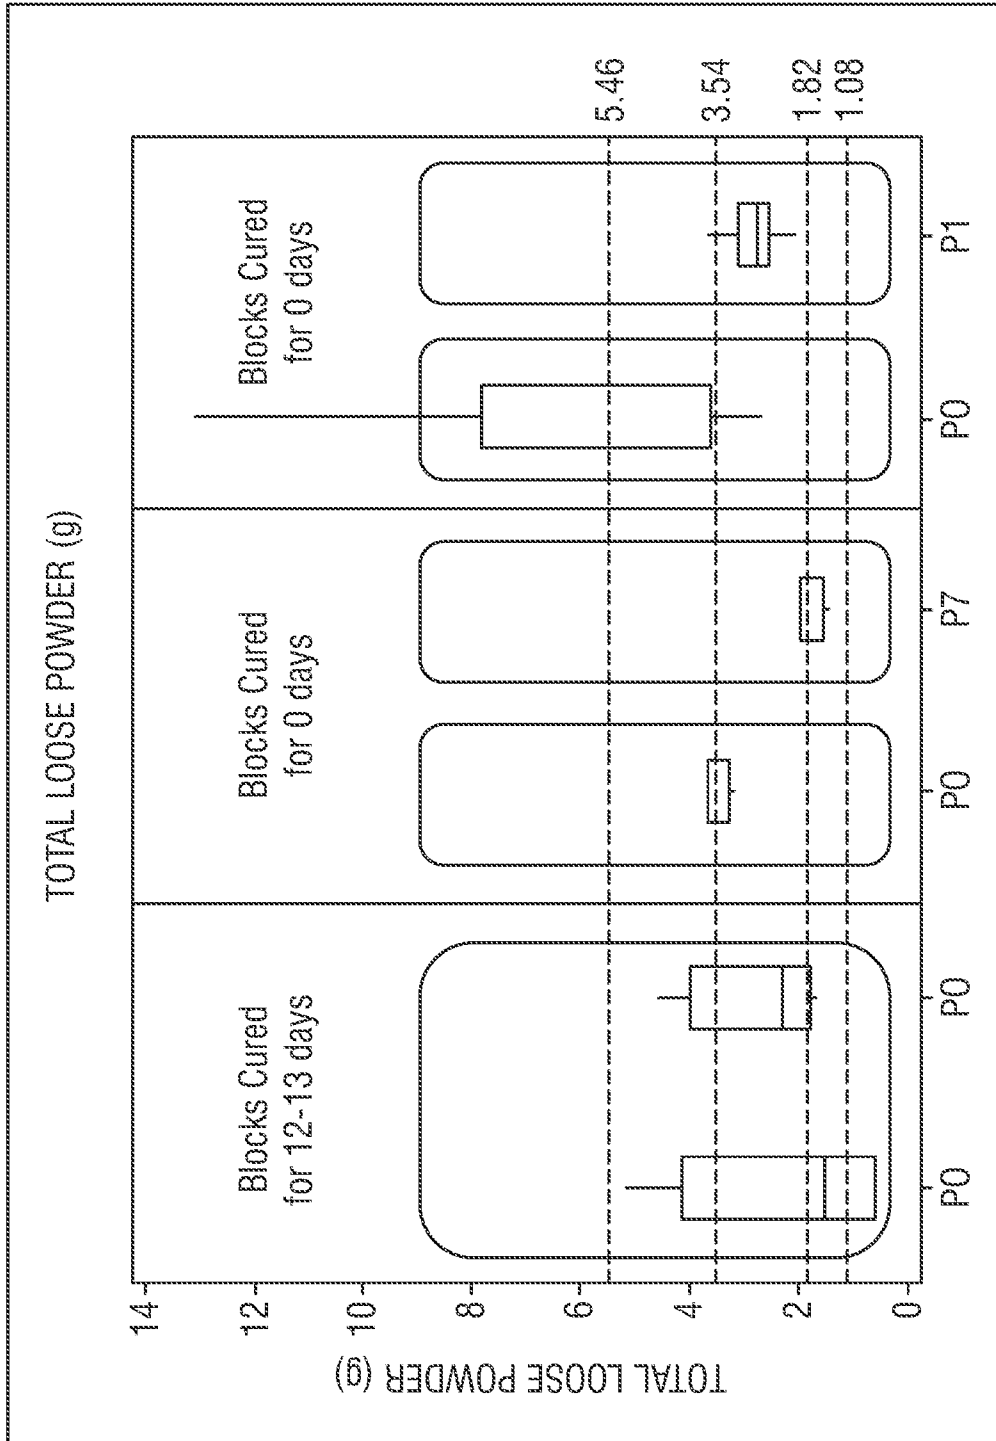 TOTAL LOOSE POWDER (g)
Blocks Cured
for 12-13 days
Blocks Cured
for 0 days
Blocks Cured
for 0 days
TOTAL LOOSE POWDER (g)
14
12
10
8
6
4
2
0
5.46
3.54
1.82
1.08
P0
P0
P0
P7
P0
P1